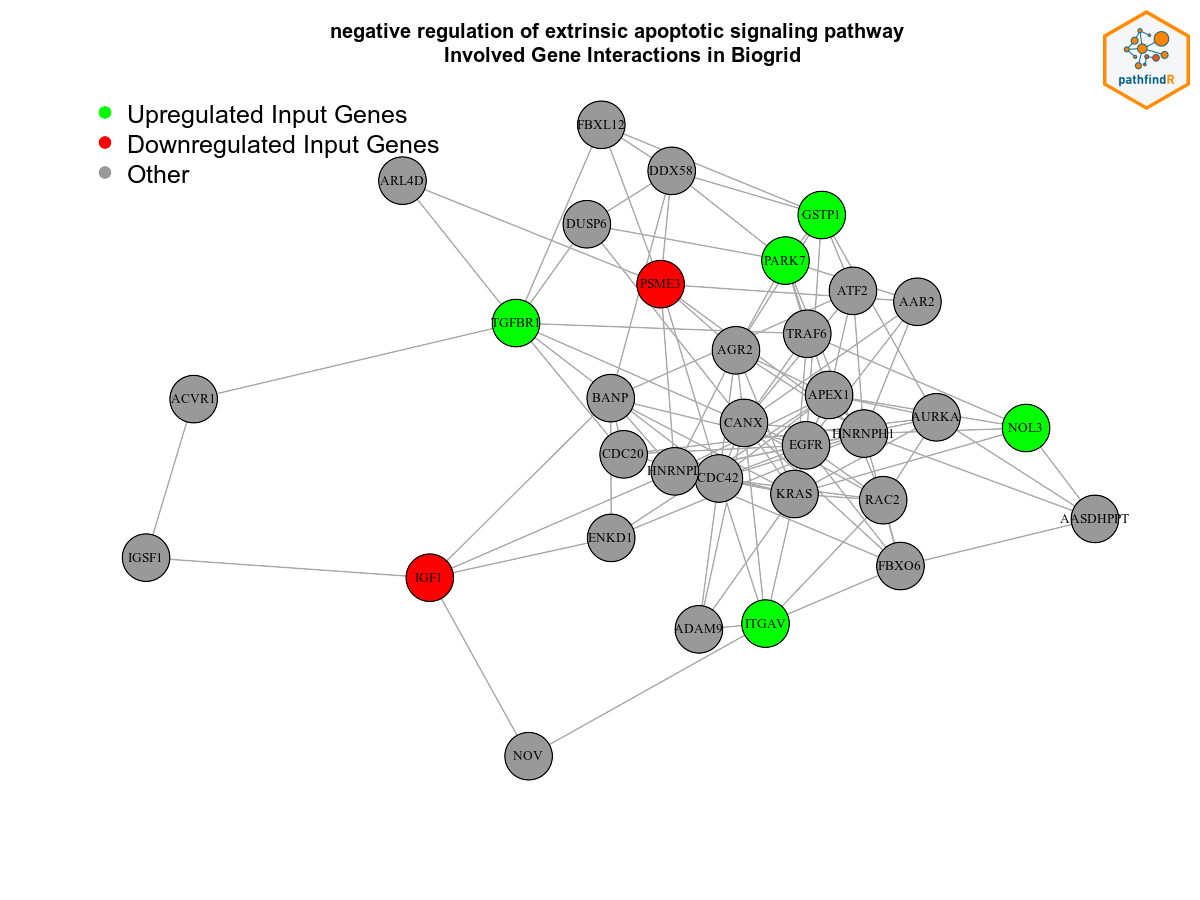 negative regulation of extrinsic apoptotic signaling pathway
Involved Gene Interactions in Biogrid
pathfindR
Upregulated Input Genes
Downregulated Input Genes
Other
FBXL12
DDX58
ARL4D
GSTP1
DUSP6
PARK7
PSME3
ATF2
AAR2
TGFBR1
TRAF6
AGR2
ACVR1
BANP
APEX1
AURKA
CANX
NOL3
HNRNPH1
EGFR
CDC20
HNRNPL
CDC42
KRAS
RAC2
AASDHPPT
ENKD1
IGSF1
FBXO6
IGF1
ITGAV
ADAM9
NOV